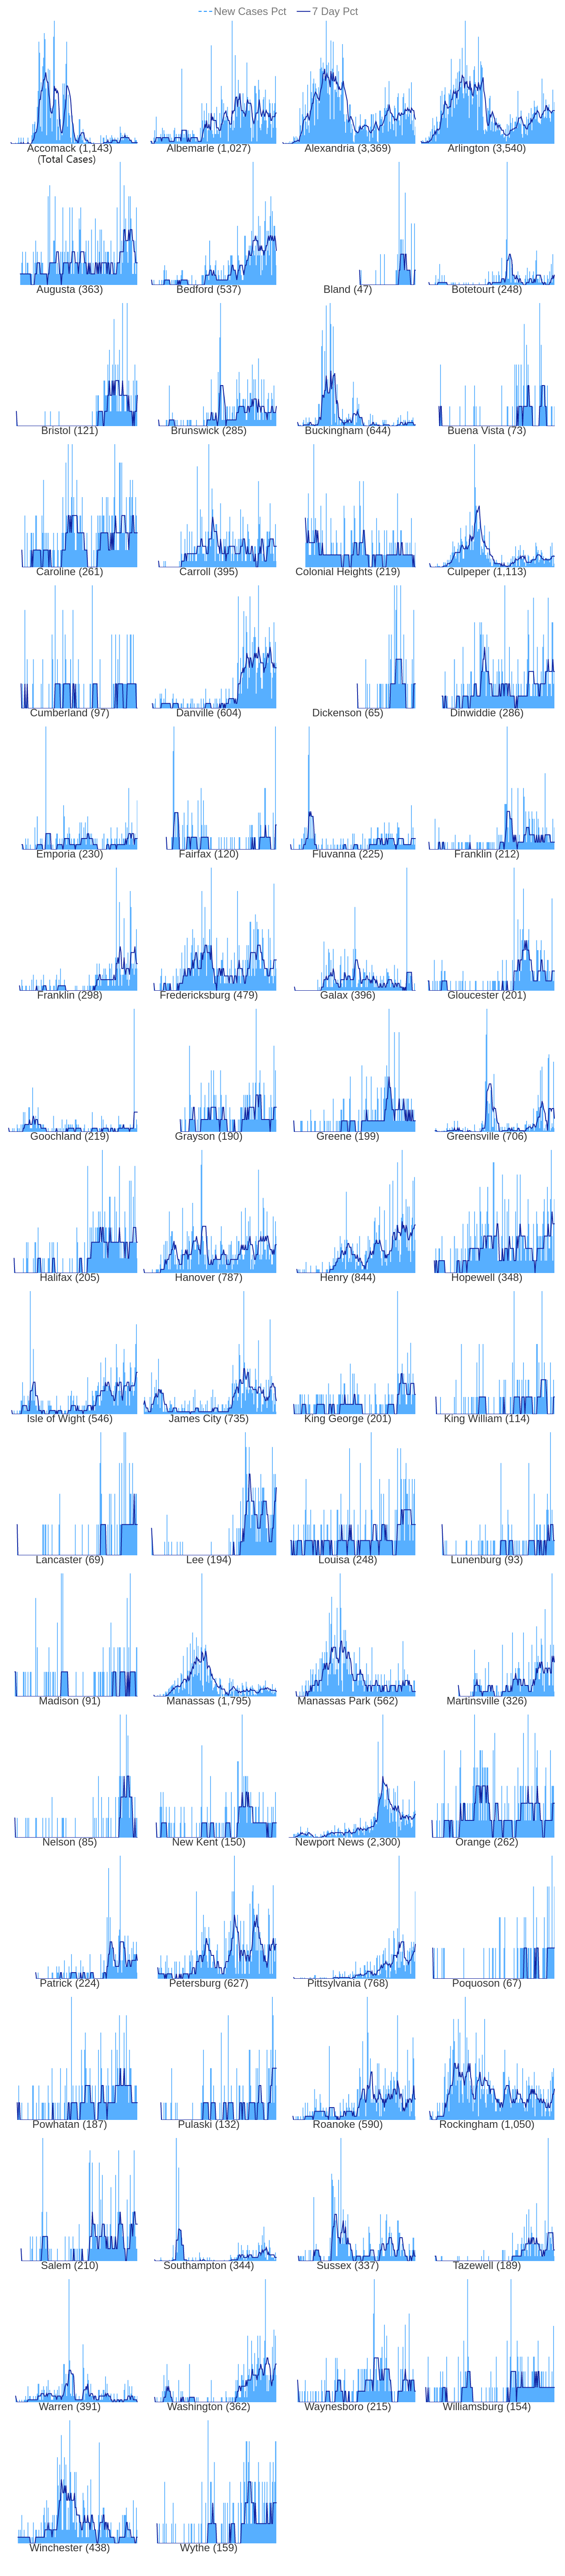 New Cases Pct 7 Day Pct
Accomack (1,143) Albemarle (1,027) Alexandria (3,369) Arlington (3,540)
(Total Cases)
Augusta (363) Bedford (537) Bland (47) Botetourt (248)
Bristol (121) Brunswick (285) Buckingham (644) Buena Vista (73)
Caroline (261) Carroll (395) Colonial Heights (219) Culpeper (1,113)
Cumberland (97) Danville (604) Dickenson (65) Dinwiddie (286)
Emporia (230) Fairfax (120) Fluvanna (225) Franklin (212)
Franklin (298) Fredericksburg (479) Galax (396) Gloucester (201)
Goochland (219) Grayson (190) Greene (199) Greensville (706)
Halifax (205) Hanover (787) Henry (844) Hopewell (348)
Isle of Wight (546) James City (735) King George (201) King William (114)
Lancaster (69) Lee (194) Louisa (248) Lunenburg (93)
Madison (91) Manassas (1,795) Manassas Park (562) Martinsville (326)
Nelson (85) New Kent (150) Newport News (2,300) Orange (262)
Patrick (224) Petersburg (627) Pittsylvania (768) Poquoson (67)
Powhatan (187) Pulaski (132) Roanoke (590) Rockingham (1,050)
Salem (210) Southampton (344) Sussex (337) Tazewell (189)
Warren (391) Washington (362) Waynesboro (215) Williamsburg (154)
Winchester (438) Wythe (159)